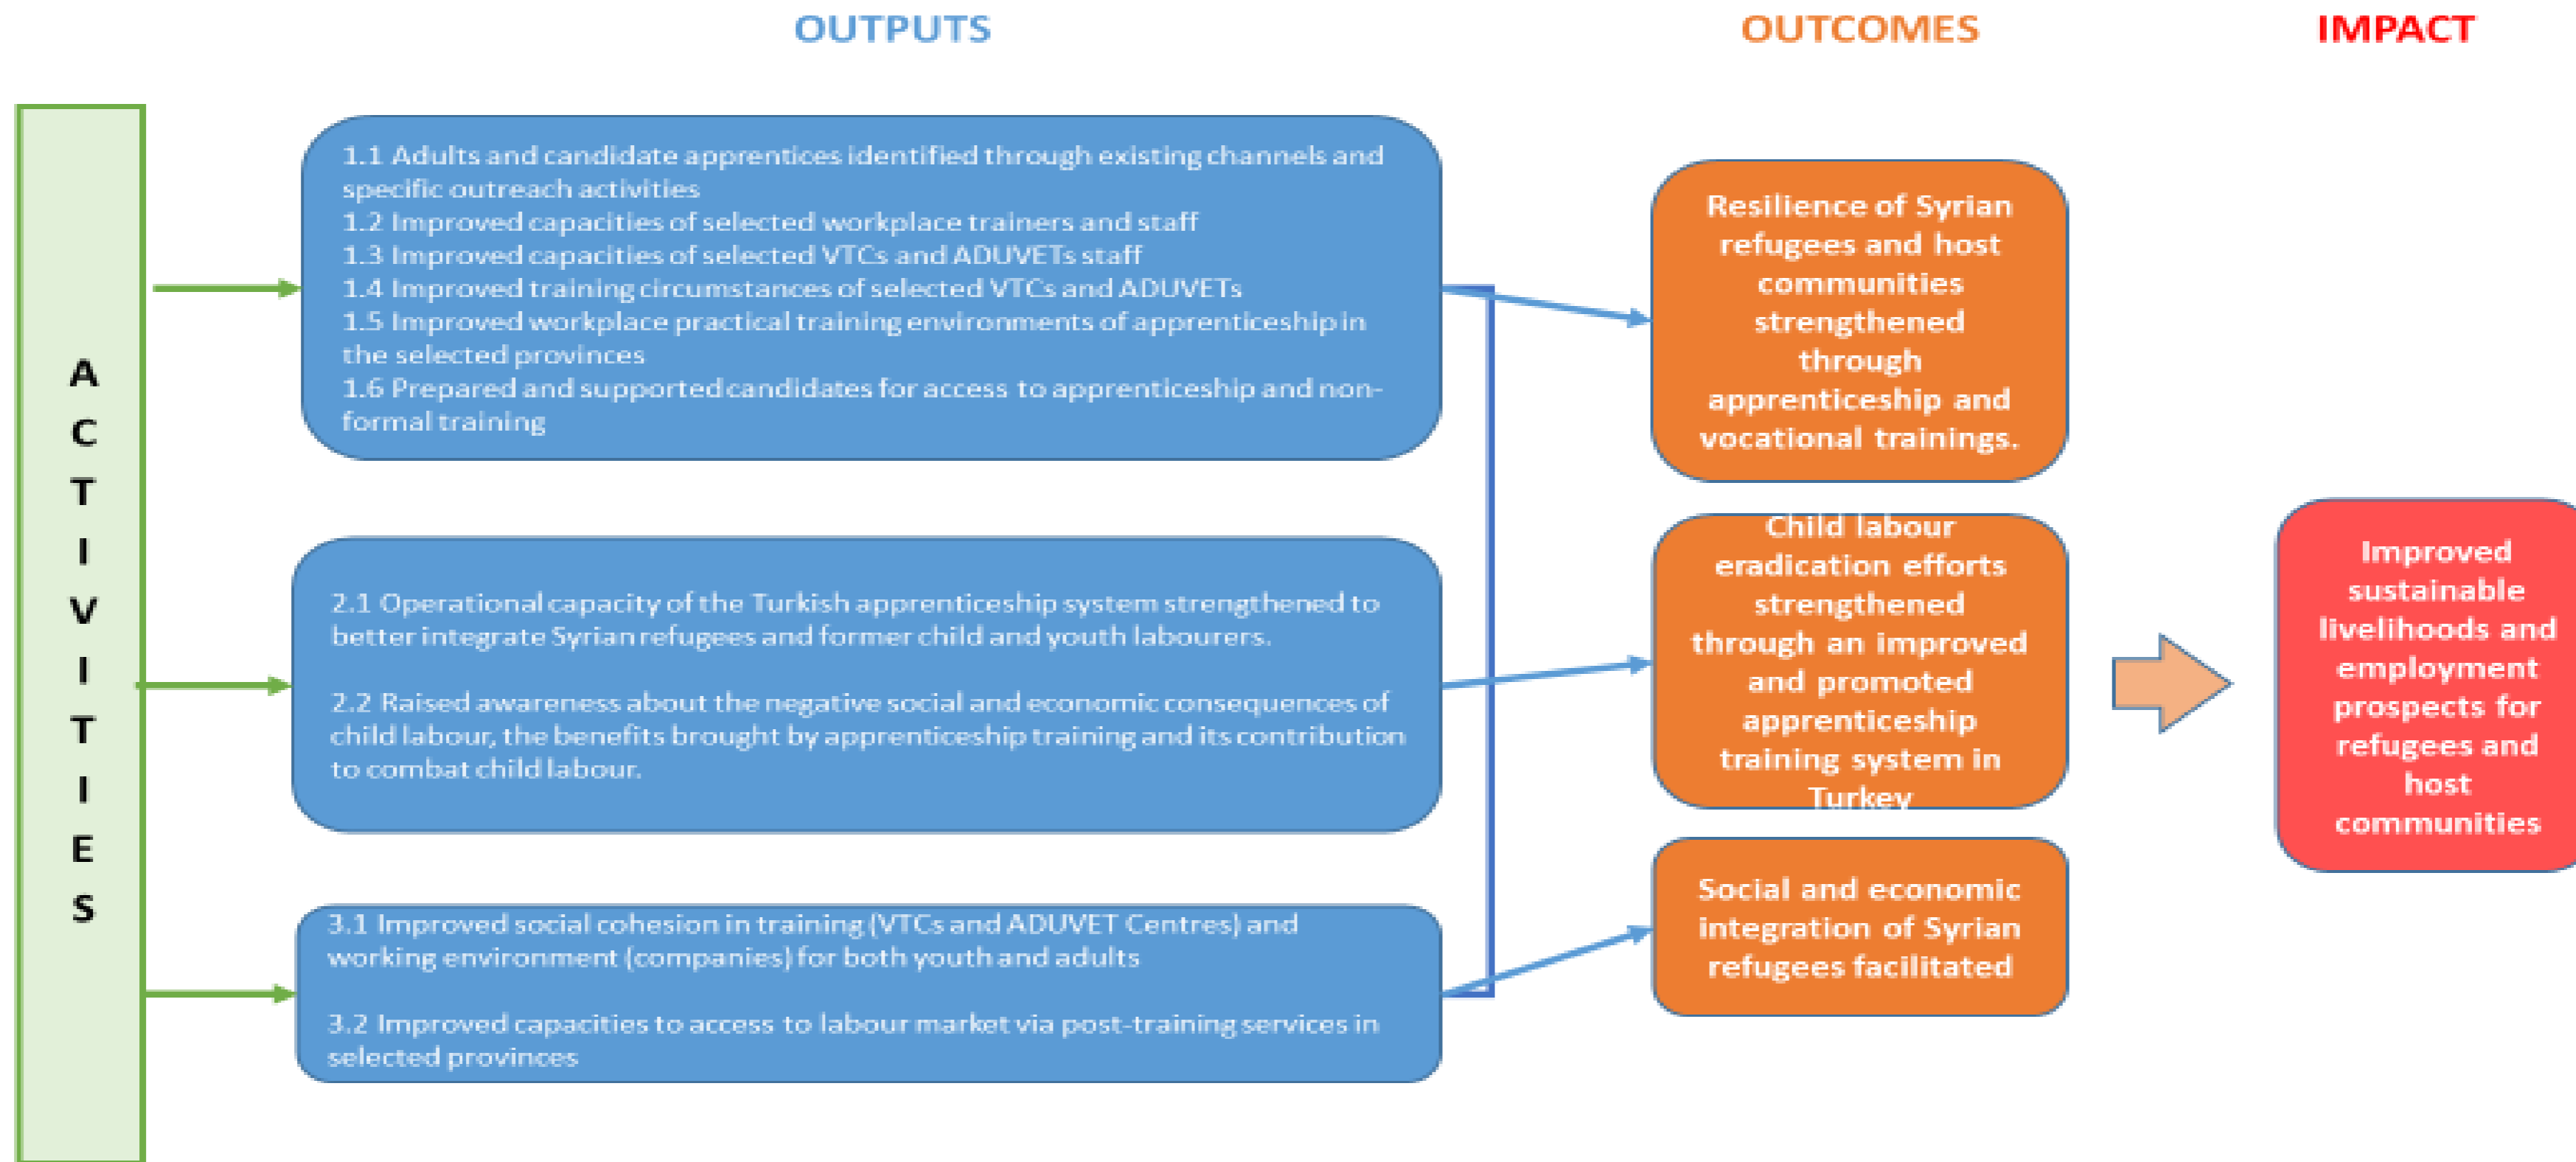 OUTPUTS
OUTCOMES
IMPACT
ACTIVITIES
1.1 Adults and candidate apprentices identified through existing channels and
specific outreach activities
1.2 Improved capacities of selected workplace trainers and staff
1.3 Improved capacities of selected VTCs and ADUVETs staff
1.4 Improved training circumstances of selected VTCs and ADUVETs
1.5 Improved workplace practical training environments of apprenticeship in
the selected provinces
1.6 Prepared and supported candidates for access to apprenticeship and non-
formal training
2.1 Operational capacity of the Turkish apprenticeship system strengthened to
better integrate Syrian refugees and former child and youth labourers.
2.2 Raised awareness about the negative social and economic consequences of
child labour, the benefits brought by apprenticeship training and its contribution
to combat child labour.
3.1 Improved social cohesion in training (VTCs and ADUVET Centres) and
working environment (companies) for both youth and adults
3.2 Improved capacities to access to labour market via post-training services in
selected provinces
Resilience of Syrian
refugees and host
communities
strengthened
through
apprenticeship and
vocational trainings.
Child labour
eradication efforts
strengthened
through an improved
and promoted
apprenticeship
training system in
Turkey
Social and economic
integration of Syrian
refugees facilitated
Improved
sustainable
livelihoods and
employment
prospects for
refugees and
host
communities